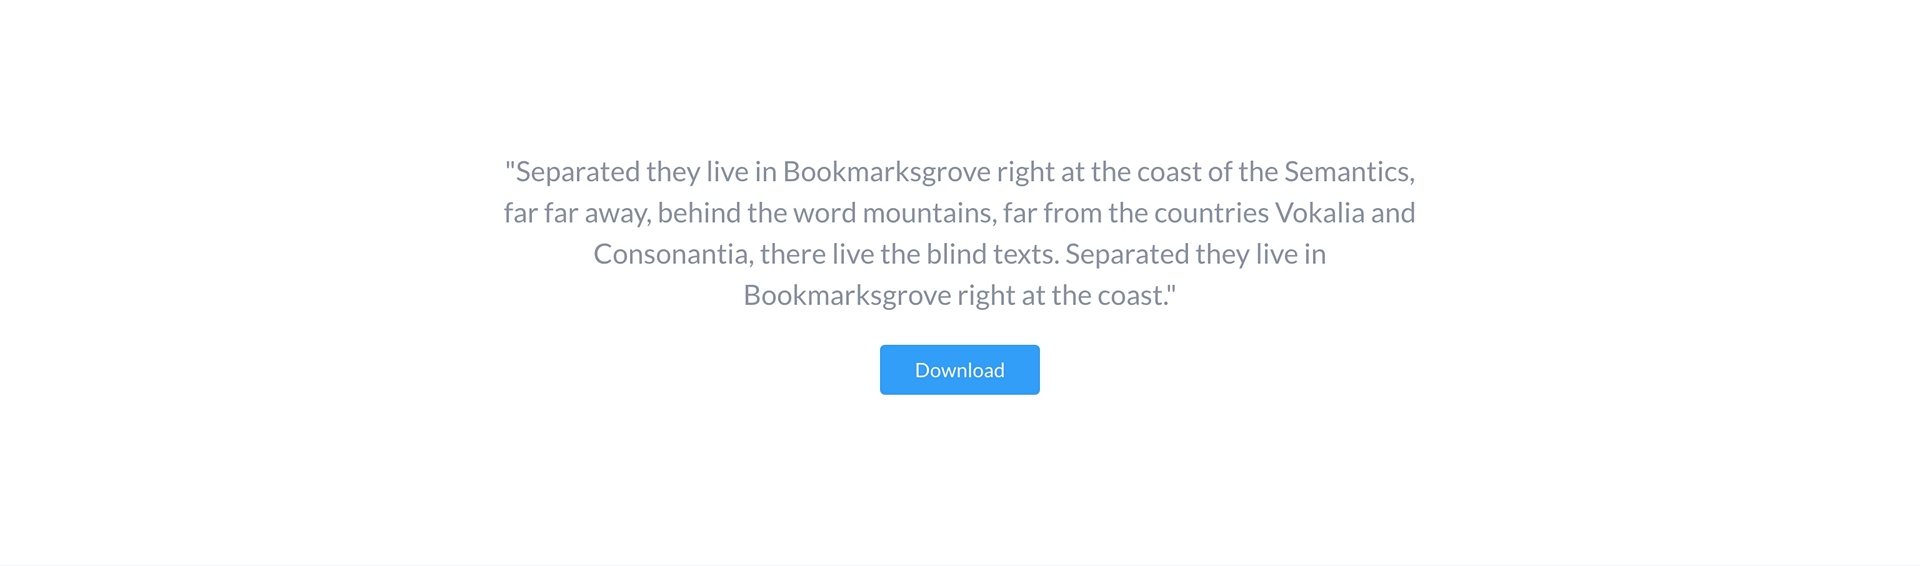 "Separated they live in Bookmarksgrove right at the coast of the Semantics,
far far away, behind the word mountains, far from the countries Vokalia and
Consonantia, there live the blind texts. Separated they live in
Bookmarksgrove right at the coast."
Download